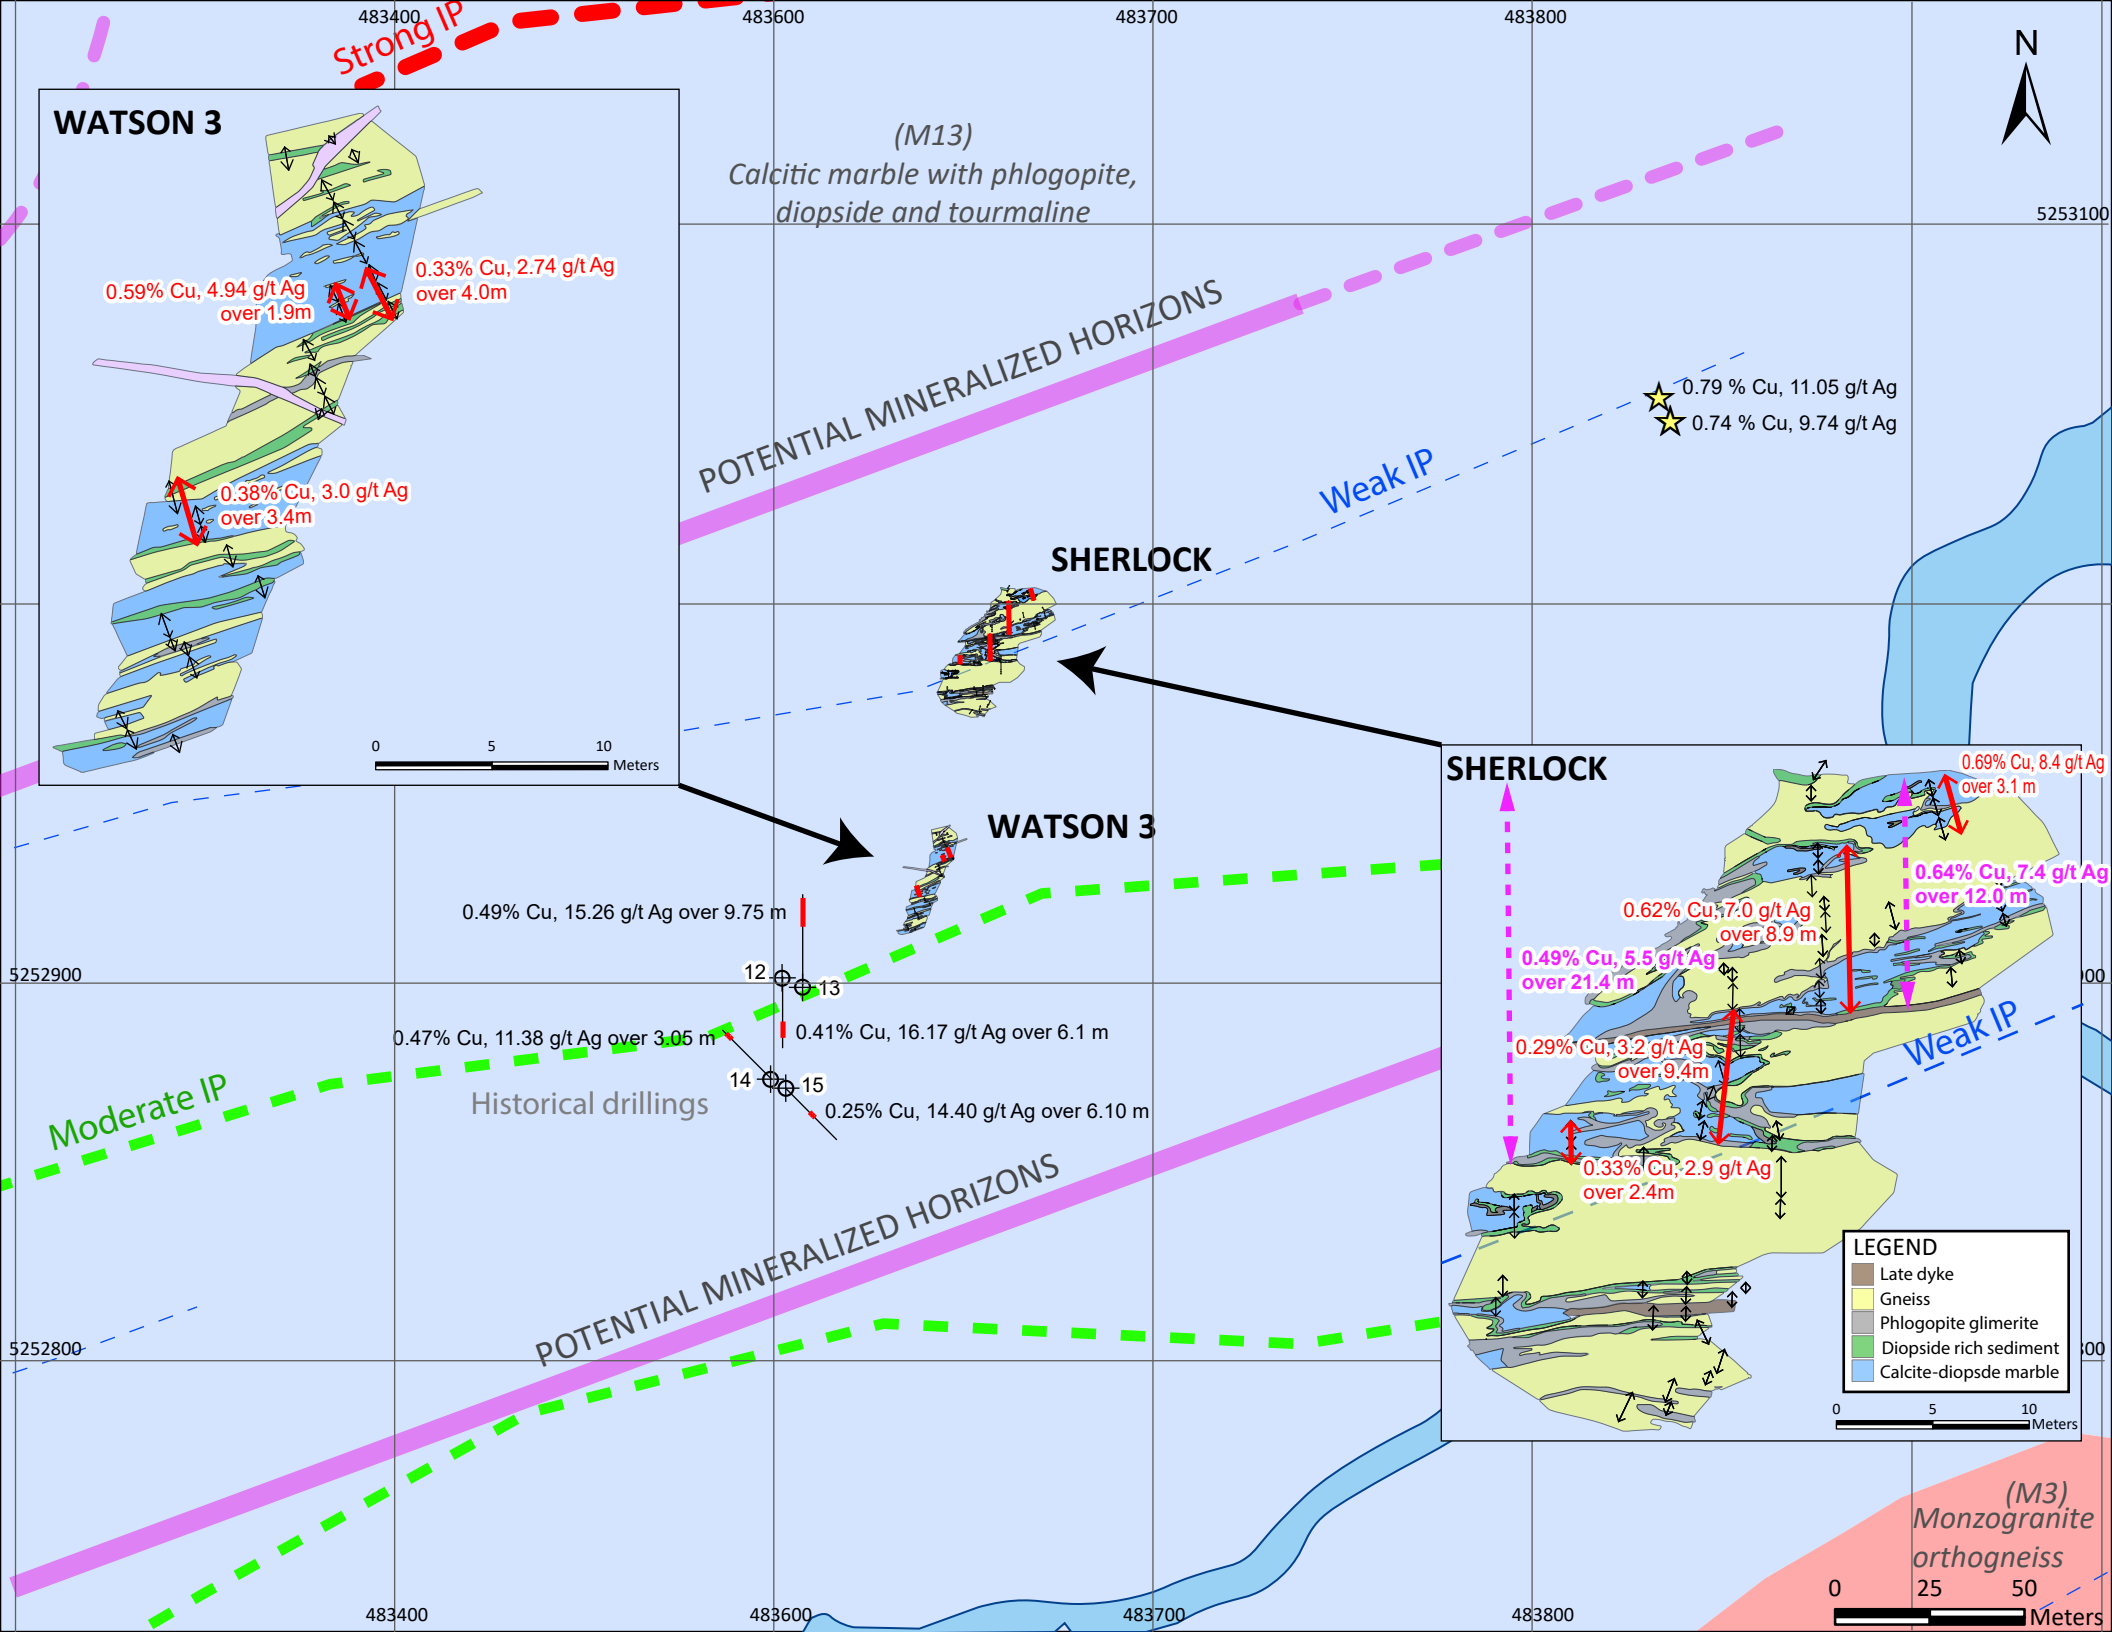 483400
483600
483700
483800
Strong IP
N
WATSON 3
0.33% Cu, 2.74 g/t Ag
over 4.0m
0.59% Cu, 4.94 g/t Ag
over 1.9m
0.38% Cu, 3.0 g/t Ag
over 3.4m
0 5 10
Meters
(M13)
Calcitic marble with phlogopite,
diopside and tourmaline
5253100
POTENTIAL MINERALIZED HORIZONS
0.79 % Cu, 11.05 g/t Ag
0.74 % Cu, 9.74 g/t Ag
Weak IP
SHERLOCK
WATSON 3
0.49% Cu, 15.26 g/t Ag over 9.75 m
5252900
12
13
0.47% Cu, 11.38 g/t Ag over 3.05 m
0.41% Cu, 16.17 g/t Ag over 6.1 m
14
15
0.25% Cu, 14.40 g/t Ag over 6.10 m
Historical drillings
Moderate IP
POTENTIAL MINERALIZED HORIZONS
5252800
SHERLOCK
0.69% Cu, 8.4 g/t Ag
over 3.1 m
0.64% Cu, 7.4 g/t Ag
over 12.0 m
0.62% Cu, 7.0 g/t Ag
over 8.9 m
0.49% Cu, 5.5 g/t Ag
over 21.4 m
00
Weak IP
0.29% Cu, 3.2 g/t Ag
over 9.4m
0.33% Cu, 2.9 g/t Ag
over 2.4m
LEGEND
Late dyke
Gneiss
Phlogopite glimerite
Diopside rich sediment
Calcite-diopsde marble
00
0 5 10
Meters
(M3)
Monzogranite
orthogneiss
0 25 50
Meters
483400
483600
483700
483800